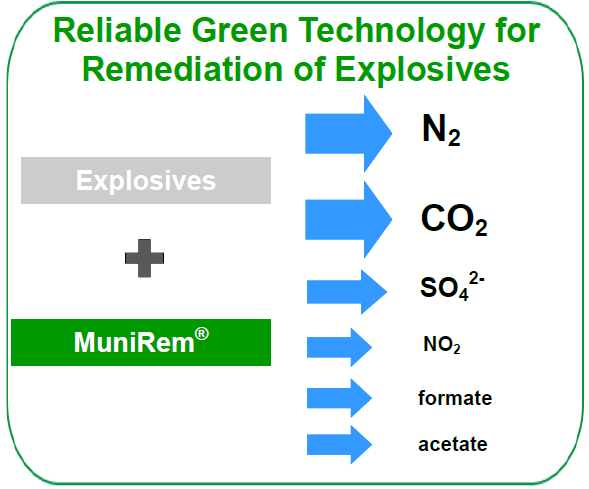 Reliable Green Technology for
Remediation of Explosives
Explosives
MuniRem®
N₂
CO₂
SO₄²⁻
NO₂
formate
acetate